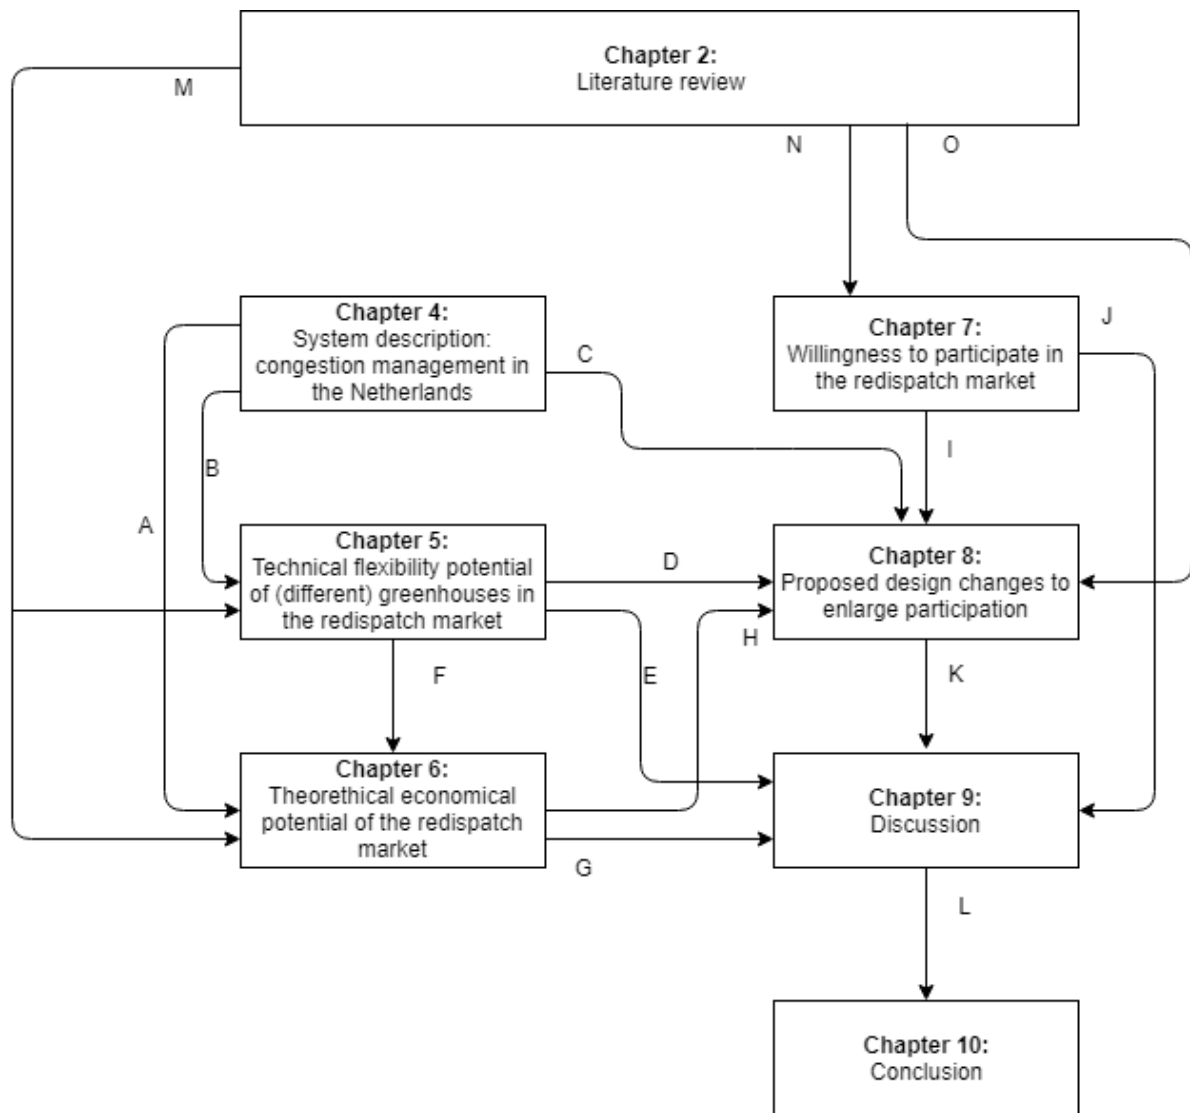 Chapter 2:
Literature review
M
N
O
Chapter 4:
System description:
congestion management in
the Netherlands
C
Chapter 7:
Willingness to participate in
the redispatch market
J
B
A
I
Chapter 5:
Technical flexibility potential
of (different) greenhouses in
the redispatch market
D
Chapter 8:
Proposed design changes to
enlarge participation
H
F
E
K
Chapter 6:
Theorethical economical
potential of the redispatch
market
G
Chapter 9:
Discussion
L
Chapter 10:
Conclusion